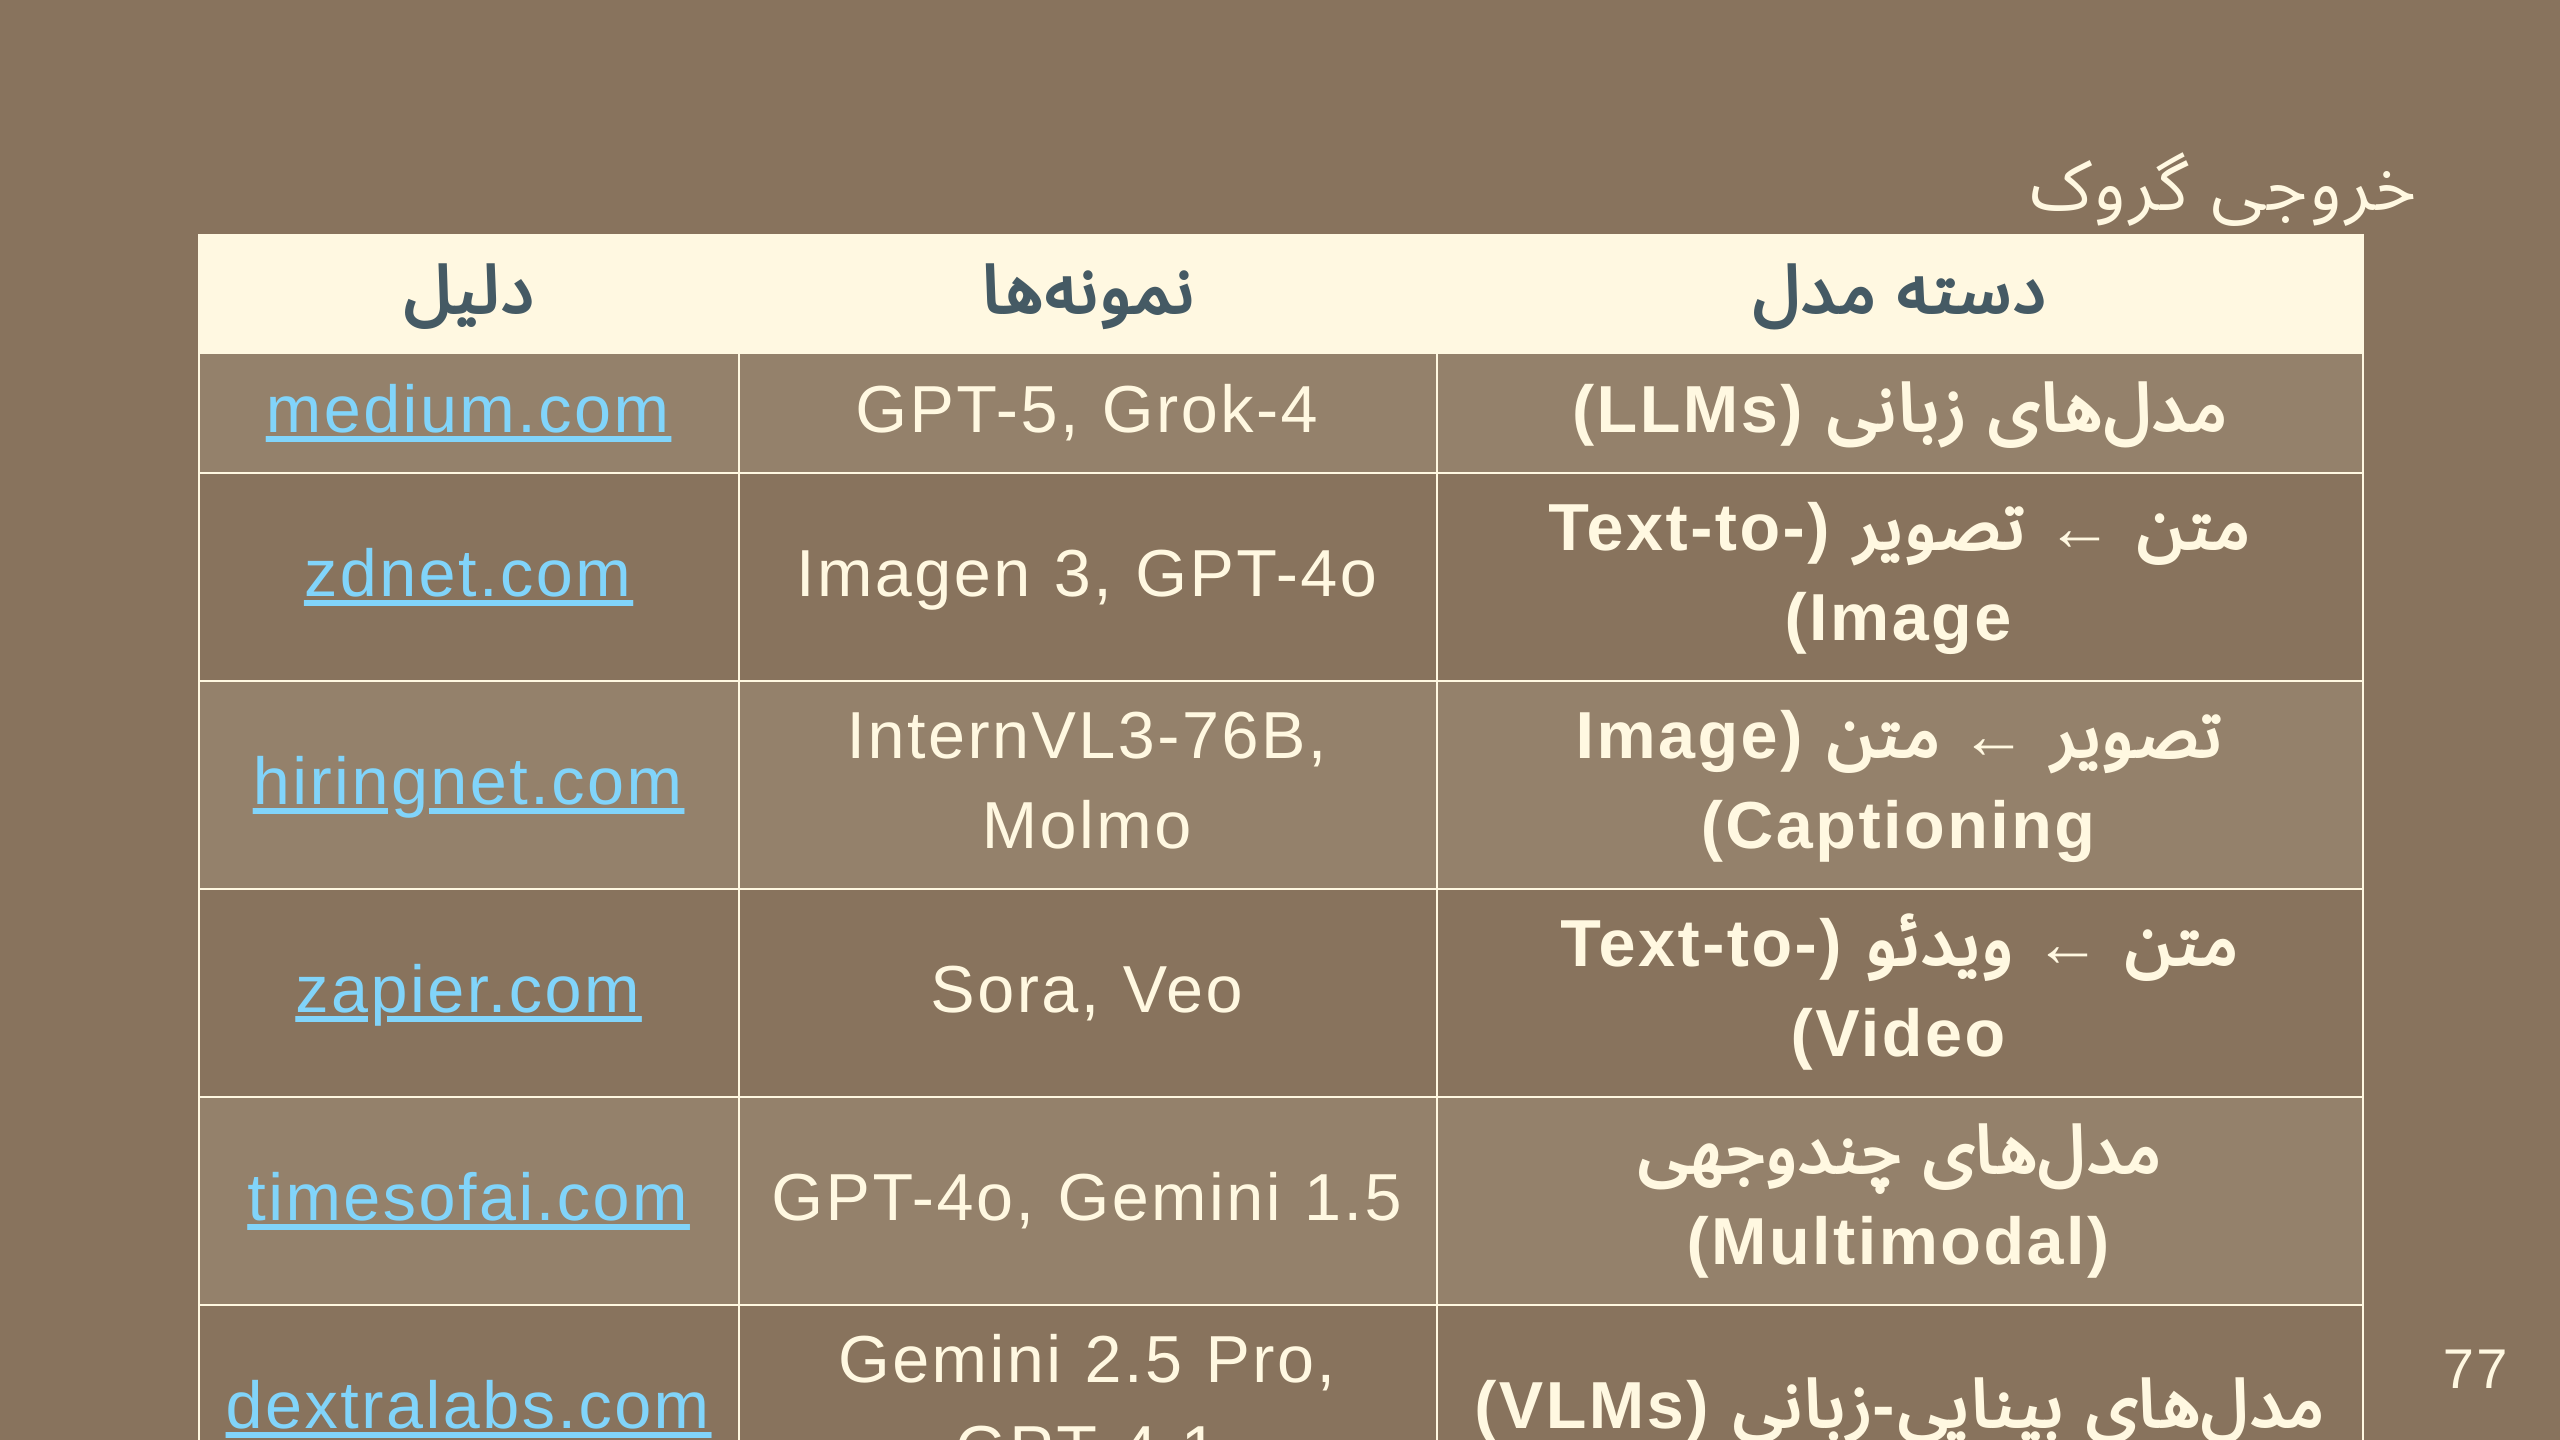 خروجی گروک
دسته مدل
نمونه‌ها
دلیل
مدل‌های زبانی (LLMs)
GPT-5, Grok-4
medium.com
متن ← تصویر (Text-to-
Image)
Imagen 3, GPT-4o
zdnet.com
تصویر ← متن (Image
Captioning)
InternVL3-76B,
Molmo
hiringnet.com
متن ← ویدئو (Text-to-
Video)
Sora, Veo
zapier.com
مدل‌های چندوجهی
(Multimodal)
GPT-4o, Gemini 1.5
timesofai.com
مدل‌های بینایی-زبانی (VLMs)
Gemini 2.5 Pro,
GPT-4.1
dextralabs.com
77